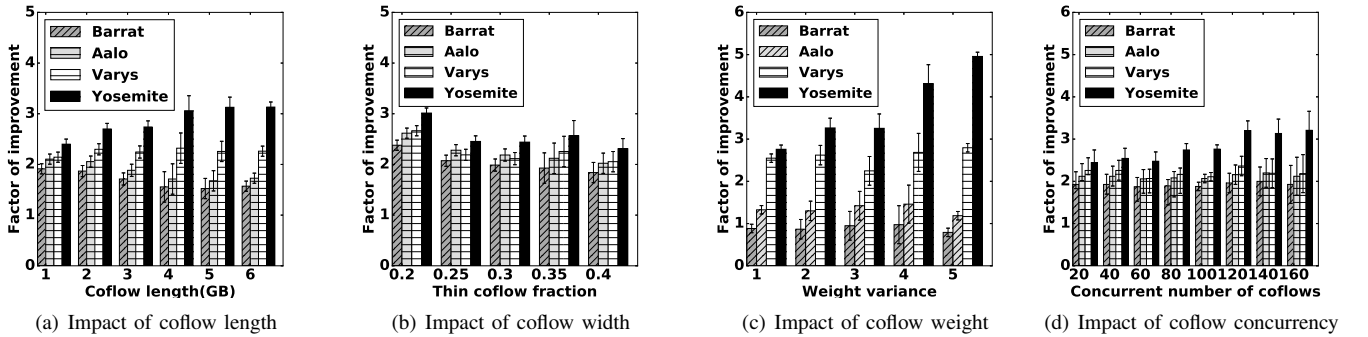 Factor of improvement
5
4
3
2
1
0
Barrat
Aalo
Varys
Yosemite
1 2 3 4 5 6
Coflow length(GB)
(a) Impact of coflow length
Factor of improvement
5
4
3
2
1
0
Barrat
Aalo
Varys
Yosemite
0.2 0.25 0.3 0.35 0.4
Thin coflow fraction
(b) Impact of coflow width
Factor of improvement
6
5
4
3
2
1
0
Barrat
Aalo
Varys
Yosemite
1 2 3 4 5
Weight variance
(c) Impact of coflow weight
Factor of improvement
6
5
4
3
2
1
0
Barrat
Aalo
Varys
Yosemite
20 40 60 80 100 120 140 160
Concurrent number of coflows
(d) Impact of coflow concurrency